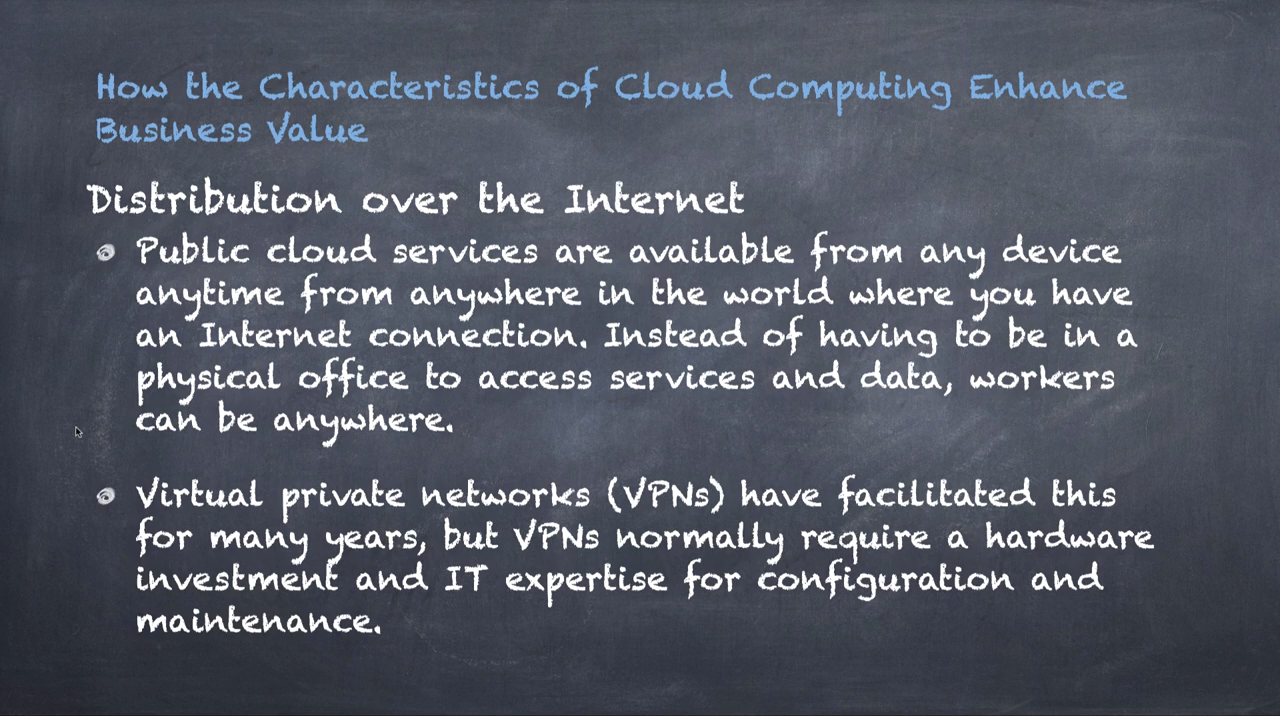 How the Characteristics of Cloud Computing Enhance
Business Value
Distribution over the Internet
Public cloud services are available from any device
anytime from anywhere in the world where you have
an Internet connection. Instead of having to be in a
physical office to access services and data, workers
can be anywhere.
Virtual private networks (VPNs) have facilitated this
for many years, but VPNs normally require a hardware
investment and IT expertise for configuration and
maintenance.